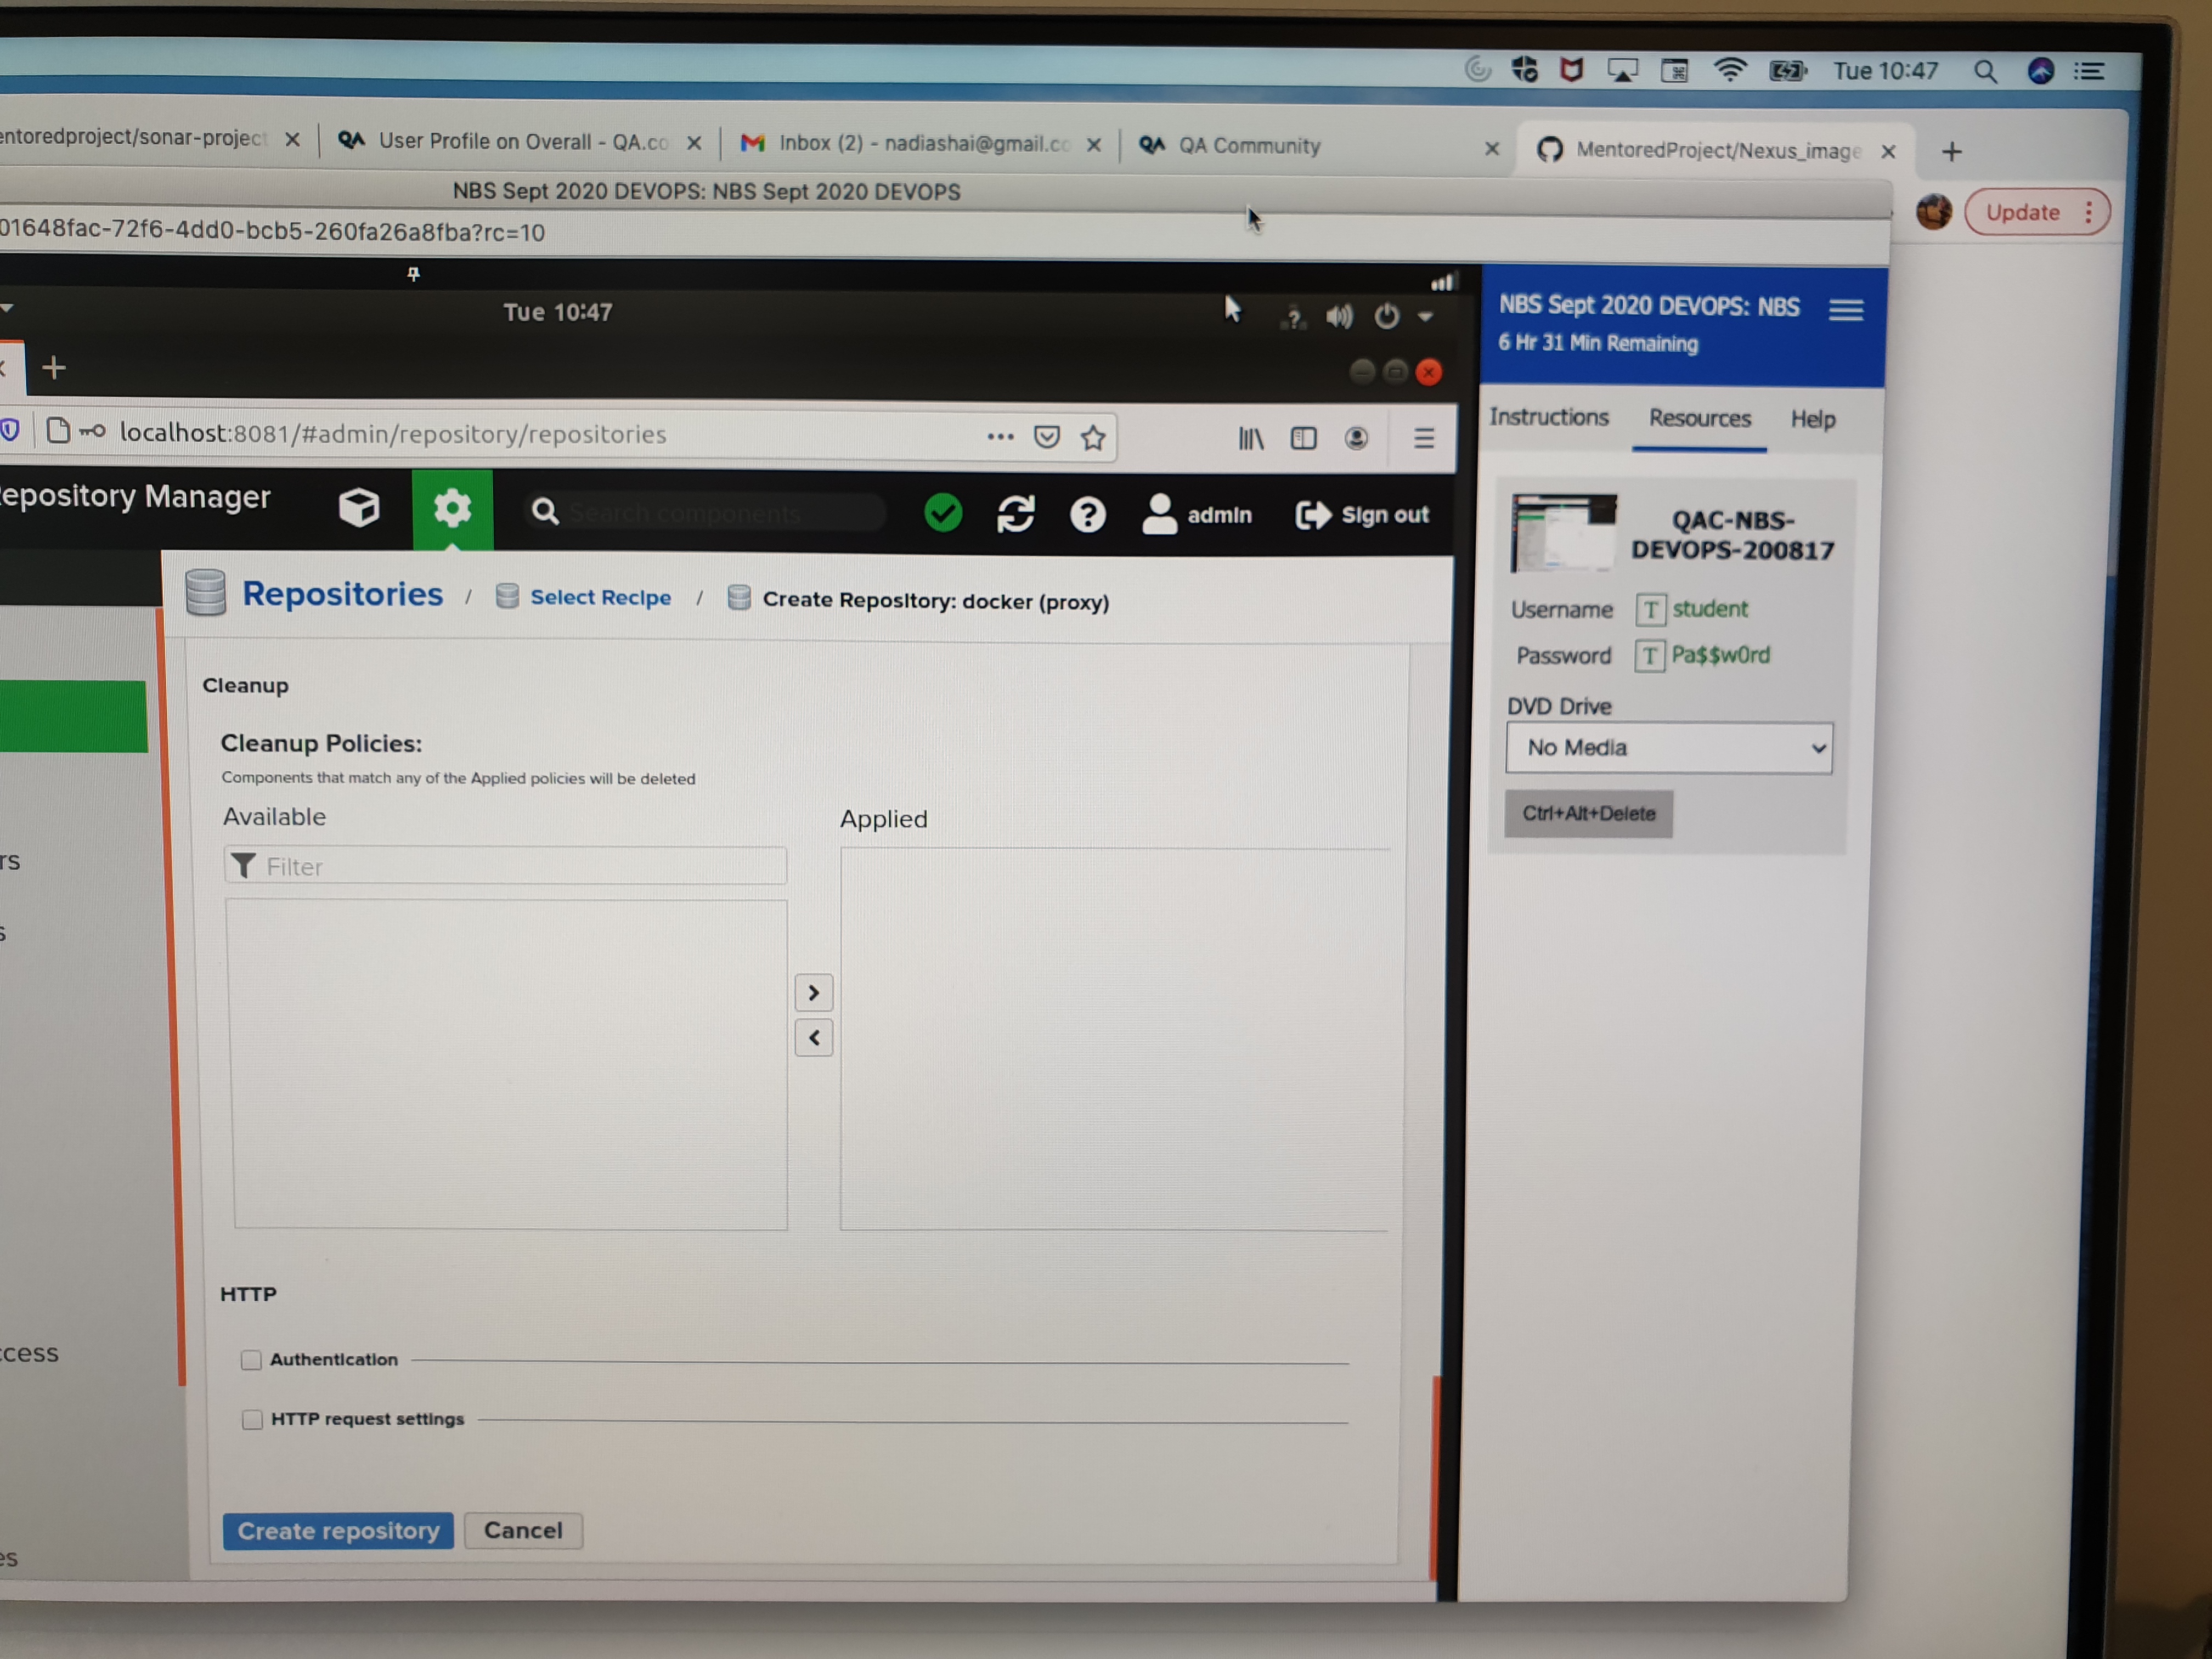 Tue 10:47
entoredproject/sonar-project
User Profile on Overall - QA.co
Inbox (2) - nadiashai@gmail.co
QA Community
MentoredProject/Nexus_image
NBS Sept 2020 DEVOPS: NBS Sept 2020 DEVOPS
Update
01648fac-72f6-4dd0-bcb5-260fa26a8fba?rc=10
Tue 10:47
NBS Sept 2020 DEVOPS: NBS
6 Hr 31 Min Remaining
localhost:8081/#admin/repository/repositories
Instructions Resources Help
epository Manager
Search components
admin
Sign out
QAC-NBS-
DEVOPS-200817
Repositories / Select Recipe / Create Repository: docker (proxy)
Username T student
Password T Pa$$w0rd
Cleanup
DVD Drive
Cleanup Policies:
No Media
Components that match any of the Applied policies will be deleted
Available
Applied
Ctrl+Alt+Delete
Filter
rs
s
HTTP
ccess
Authentication
HTTP request settings
Create repository
Cancel
es